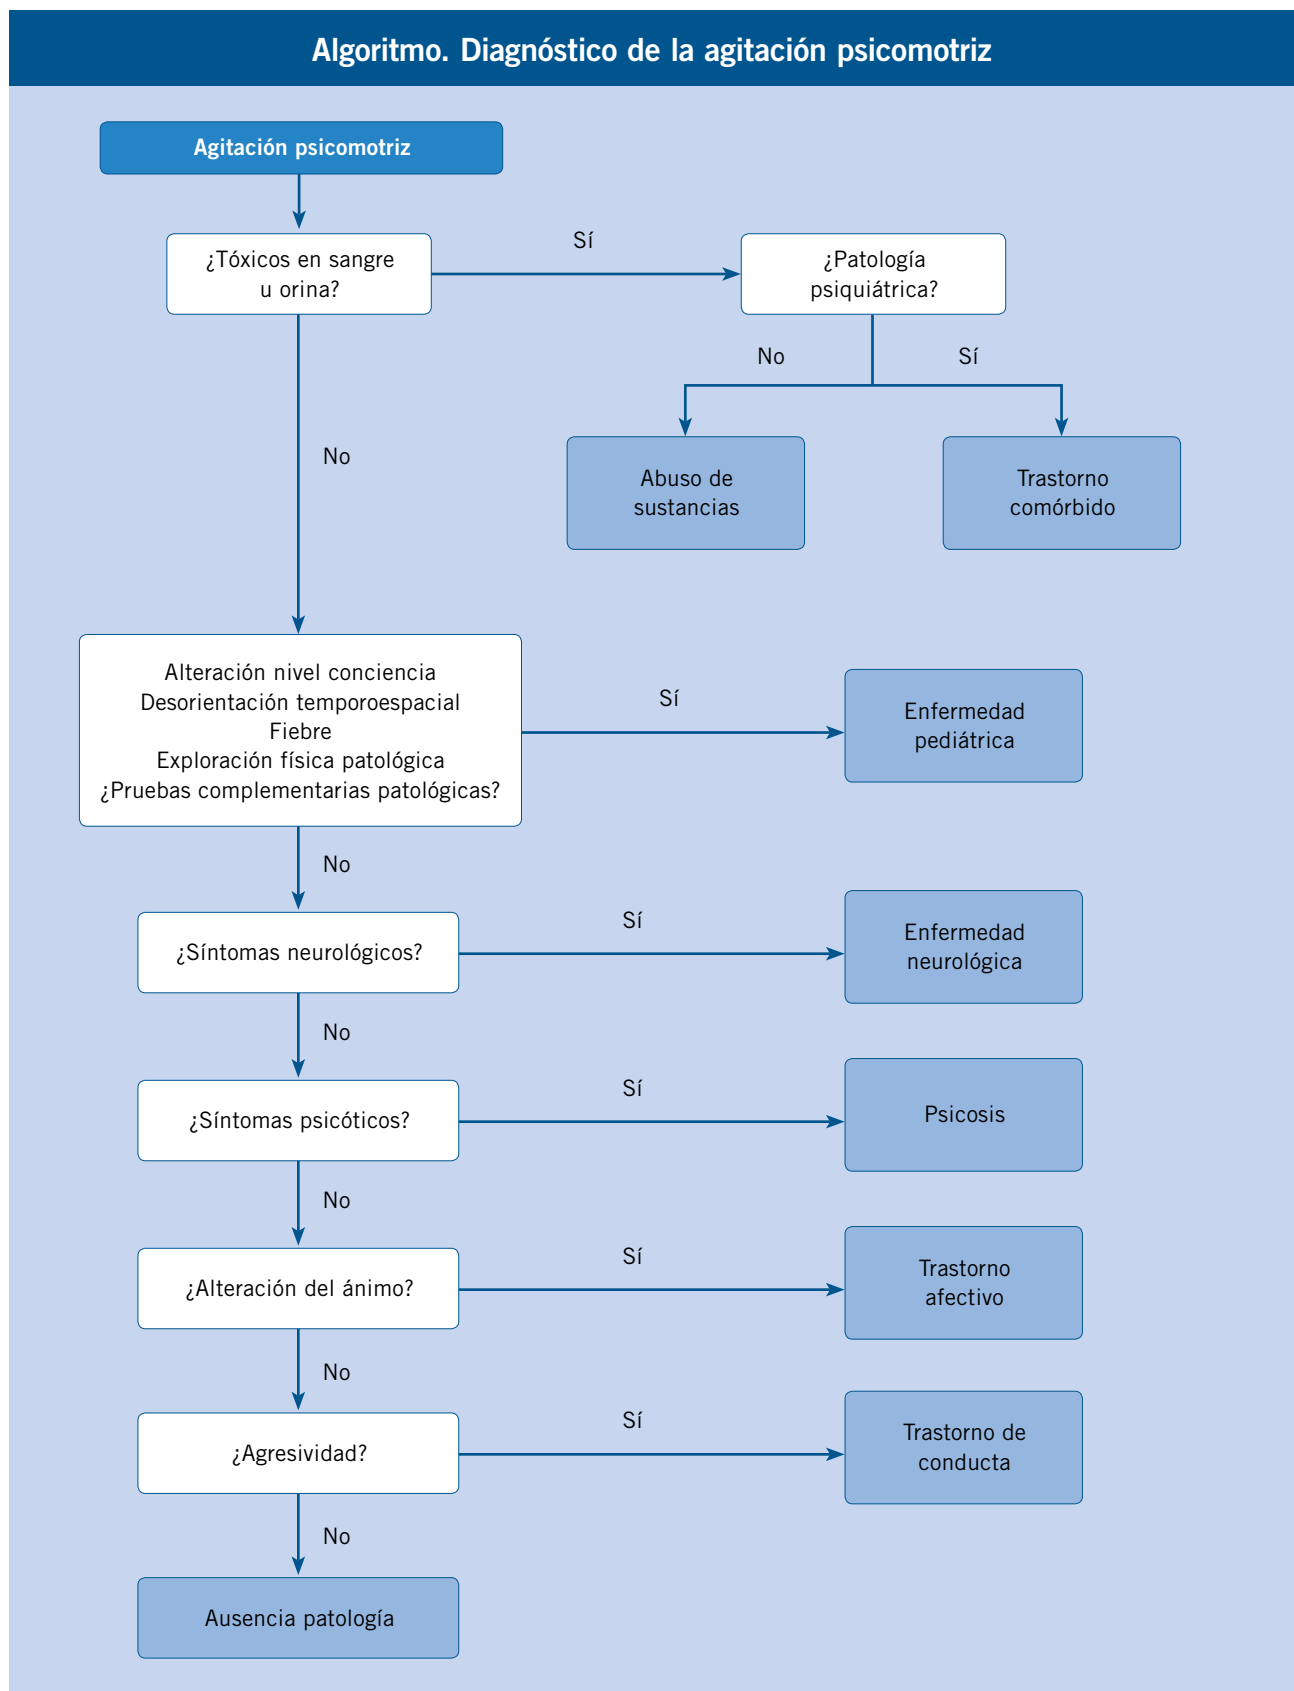 Algoritmo. Diagnóstico de la agitación psicomotriz
Agitación psicomotriz
¿Tóxicos en sangre
u orina?
Sí
¿Patología
psiquiátrica?
No
Sí
Abuso de
sustancias
Trastorno
comórbido
No
Alteración nivel conciencia
Desorientación temporoespacial
Fiebre
Exploración física patológica
¿Pruebas complementarias patológicas?
Sí
Enfermedad
pediátrica
No
¿Síntomas neurológicos?
Sí
Enfermedad
neurológica
No
¿Síntomas psicóticos?
Sí
Psicosis
No
¿Alteración del ánimo?
Sí
Trastorno
afectivo
No
¿Agresividad?
Sí
Trastorno de
conducta
No
Ausencia patología